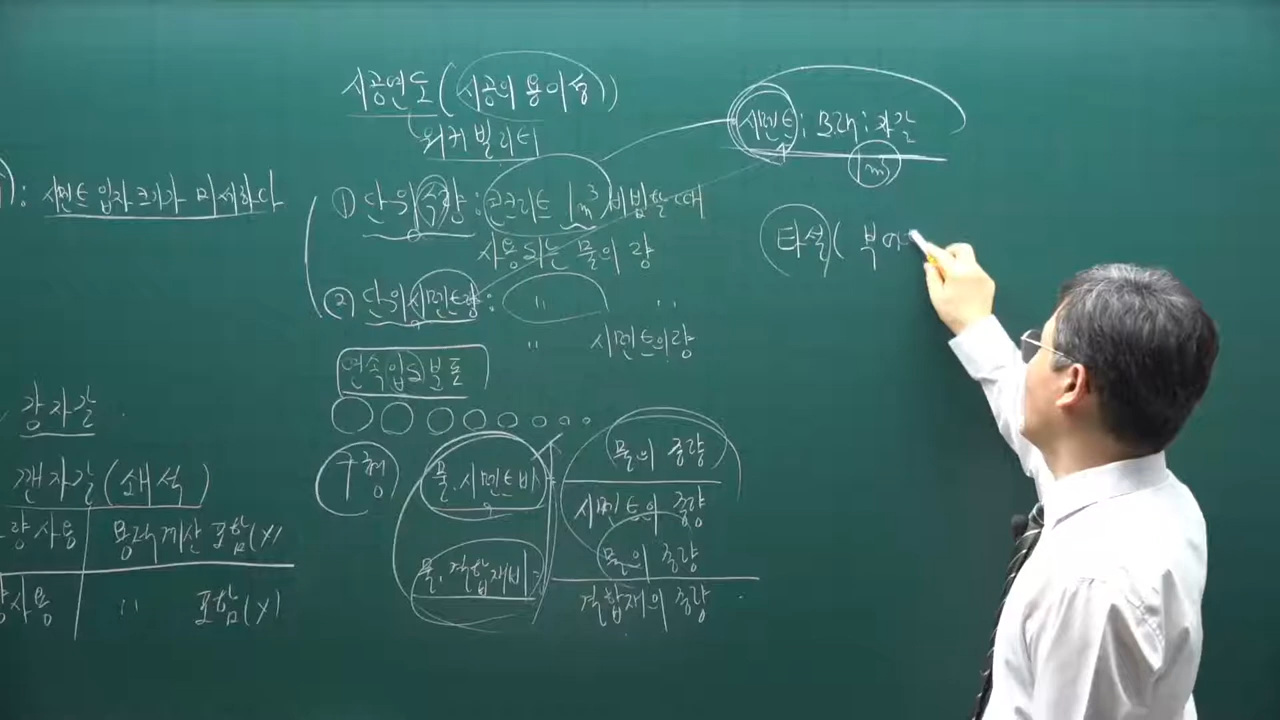 : 시멘트 입자크기가 미세하다
강자갈
깬자갈(쇄석)
량사용 용적계산 포함(X)
사용 〃 포함(Y)
시공연도(시공의 용이성)
워커빌리티
① 단위수량: 콘크리트 1m³ 비빔할 때
사용되는 물의 량
② 단위시멘트량: 〃 〃
〃 시멘트의 량
연속입도 분포
물의 중량
↑형 물.시멘트비
시멘트의 중량
물의 중량
물.결합재비
결합재의 중량
시멘트: 모래: 자갈
1m³
타설( 부어